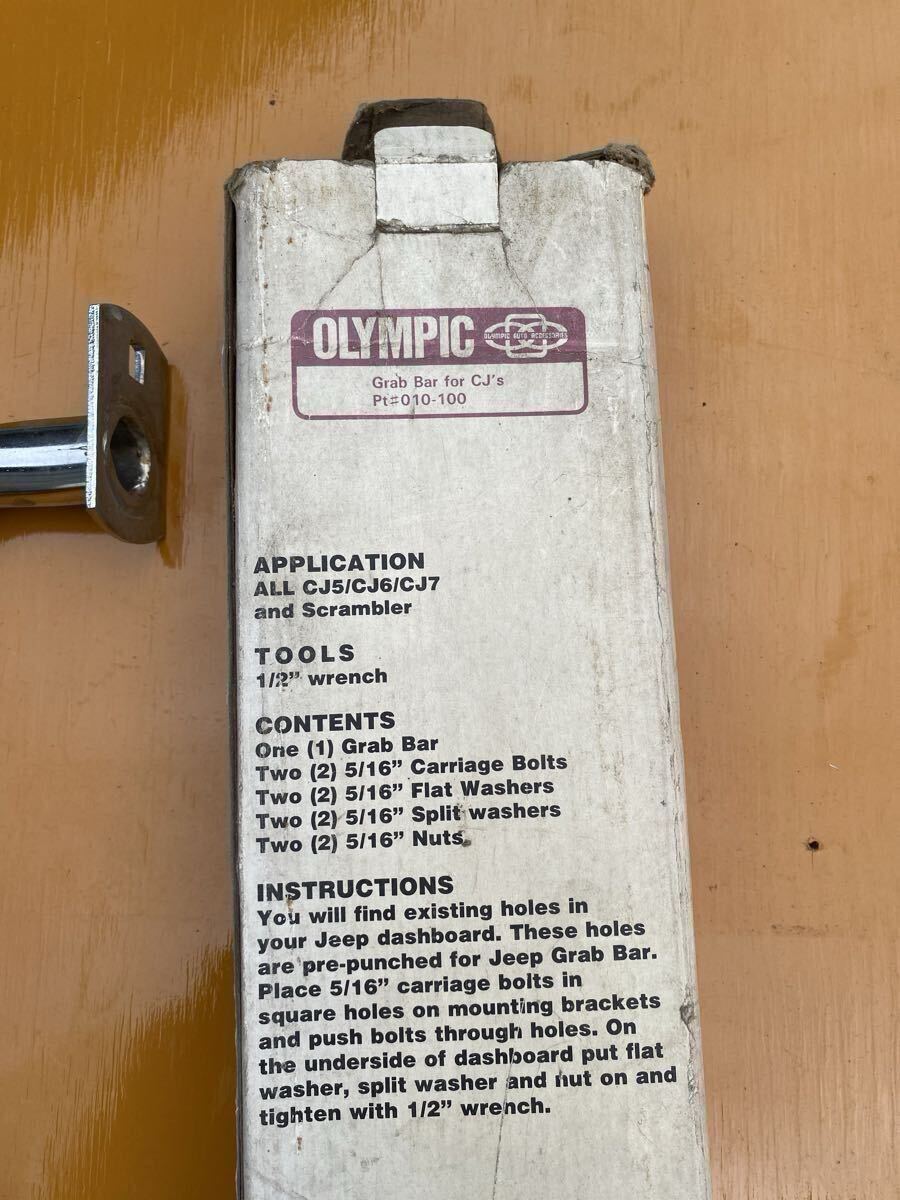 OLYMPIC
OLYMPIC AUTO ACCESSORIES
Grab Bar for CJ's
Pt#010-100
APPLICATION
ALL CJ5/CJ6/CJ7
and Scrambler
TOOLS
1/2” wrench
CONTENTS
One (1) Grab Bar
Two (2) 5/16” Carriage Bolts
Two (2) 5/16” Flat Washers
Two (2) 5/16” Split washers
Two (2) 5/16” Nuts
INSTRUCTIONS
You will find existing holes in
your Jeep dashboard. These holes
are pre-punched for Jeep Grab Bar.
Place 5/16” carriage bolts in
square holes on mounting brackets
and push bolts through holes. On
the underside of dashboard put flat
washer, split washer and nut on and
tighten with 1/2” wrench.